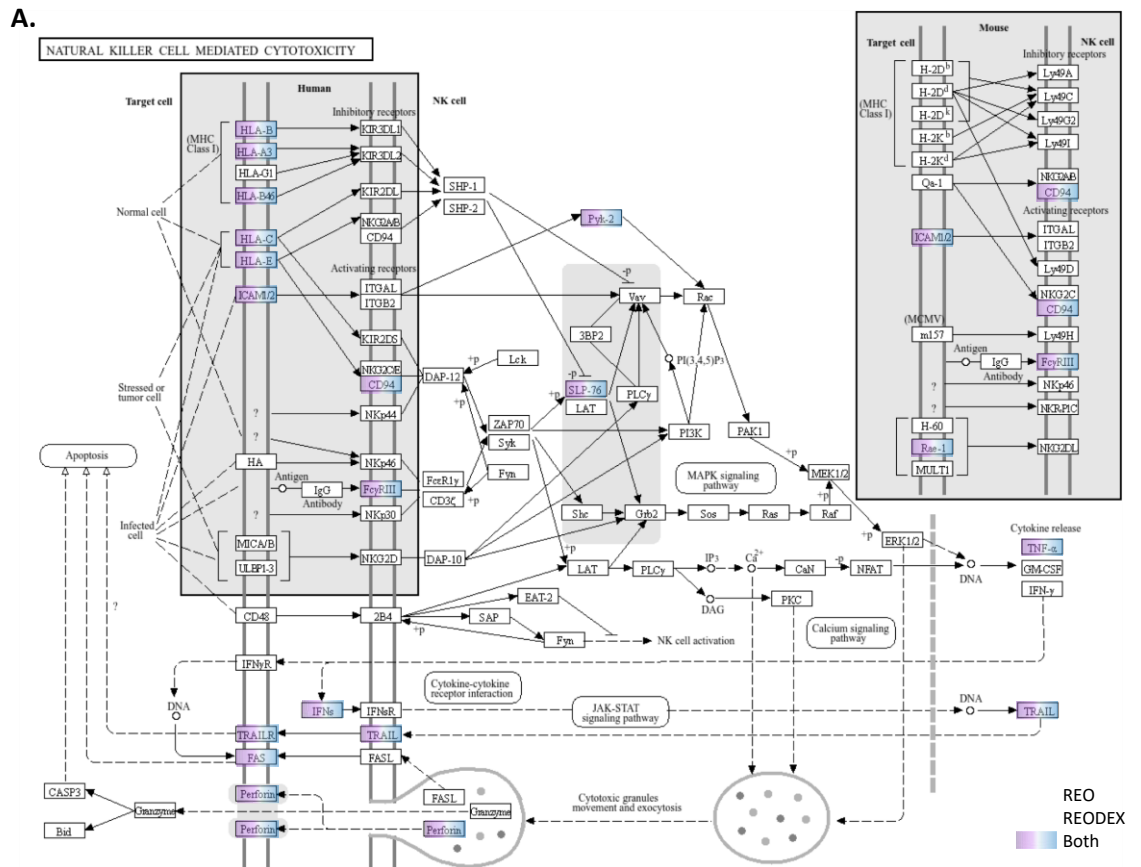 A.
NATURAL KILLER CELL MEDIATED CYTOTOXICITY
Target cell
Human
NK cell
Inhibitory receptors
(MHC
Class I)
HLA-B
HLA-A3
HLA-G1
HLA-B46
HLA-C
HLA-E
ICAM1/2
KIR3DL1
KIR3DL2
KIR2DL
NKG2A/B
CD94
Activating receptors
ITGAL
ITGB2
KIR2DS
NKG2C/E
CD94
NKp44
NKp46
FcγRIII
NKp30
NKG2D
Normal cell
Stressed or
tumor cell
Infected
cell
?
?
HA
Antigen
IgG
Antibody
?
MICA/B
ULBP1-3
CD48
2B4
SHP-1
SHP-2
Pyk-2
-p
Vav
Rac
3BP2
PI(3,4,5)P3
-p
SLP-76
LAT
PLCγ
+p
Lck
DAP-12
+p
+p
ZAP70
Syk
PI3K
PAK1
FcεR1γ
CD3ζ
Fyn
+p
+p
MEK1/2
MAPK signaling
pathway
+p
Shc
Grb2
Sos
Ras
Raf
+p
ERK1/2
DAP-10
+p
LAT
PLCγ
IP3
Ca2+
CaN
-p
NFAT
DNA
DAG
PKC
Cytokine release
TNF-α
GM-CSF
IFN-γ
EAT-2
SAP
+p
Fyn
NK cell activation
Calcium signaling
pathway
Apoptosis
?
IFNγR
Cytokine-cytokine
receptor interaction
DNA
IFNs
IFNsR
JAK-STAT
signaling pathway
DNA
TRAIL
TRAILR
TRAIL
FAS
FASL
CASP3
Bid
Granzyme
Perforin
Perforin
FASL
Granzyme
Perforin
Cytotoxic granules
movement and exocytosis
Mouse
Target cell
NK cell
Inhibitory receptors
(MHC
Class I)
H-2Db
H-2Dd
H-2Dk
H-2Kb
H-2Kd
Qa-1
Ly49A
Ly49C
Ly49G2
Ly49I
NKG2A/B
CD94
Activating receptors
ICAM1/2
ITGAL
ITGB2
Ly49D
NKG2C
CD94
(MCMV)
m157
Ly49H
Antigen
IgG
Antibody
FcγRIII
?
NKp46
?
NKRP1C
H-60
Rae-1
MULT1
NKG2DL
REO
REODEX
Both